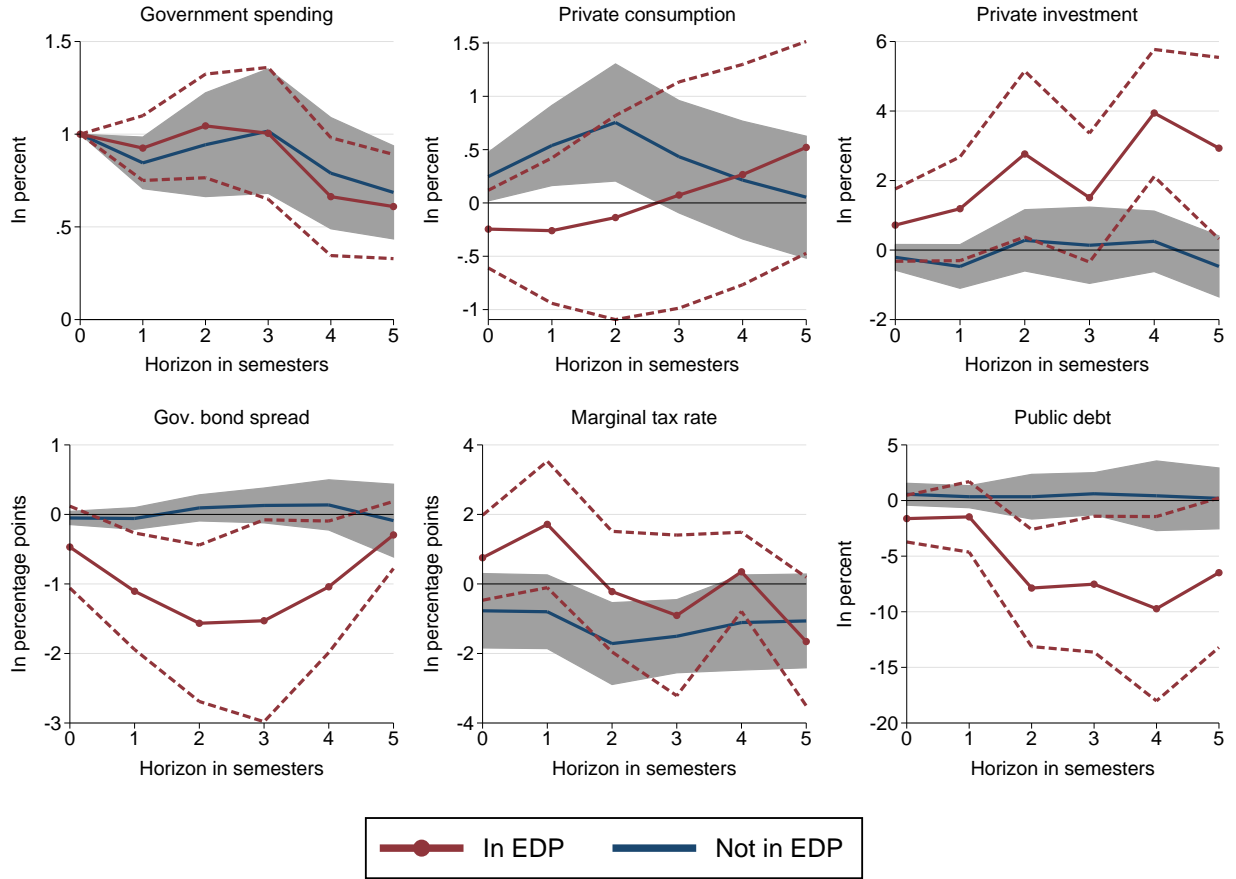 Government spending
Private consumption
Private investment
In percent
1.5
1
.5
0
0 1 2 3 4 5
Horizon in semesters
In percent
1.5
1
.5
0
-.5
-1
0 1 2 3 4 5
Horizon in semesters
In percent
6
4
2
0
-2
0 1 2 3 4 5
Horizon in semesters
Gov. bond spread
Marginal tax rate
Public debt
In percentage points
1
0
-1
-2
-3
0 1 2 3 4 5
Horizon in semesters
In percentage points
4
2
0
-2
-4
0 1 2 3 4 5
Horizon in semesters
In percent
5
0
-5
-10
-15
-20
0 1 2 3 4 5
Horizon in semesters
In EDP
Not in EDP